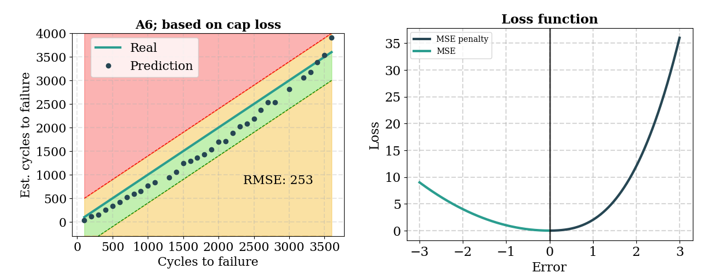 A6; based on cap loss
Est, cycles to failure
4000
3500
3000
2500
2000
1500
1000
500
0
Real
Prediction
RMSE: 253
0 500 1000 1500 2000 2500 3000 3500
Cycles to failure
Loss function
Loss
35
30
25
20
15
10
5
0
MSE penalty
MSE
−3 −2 −1 0 1 2 3
Error